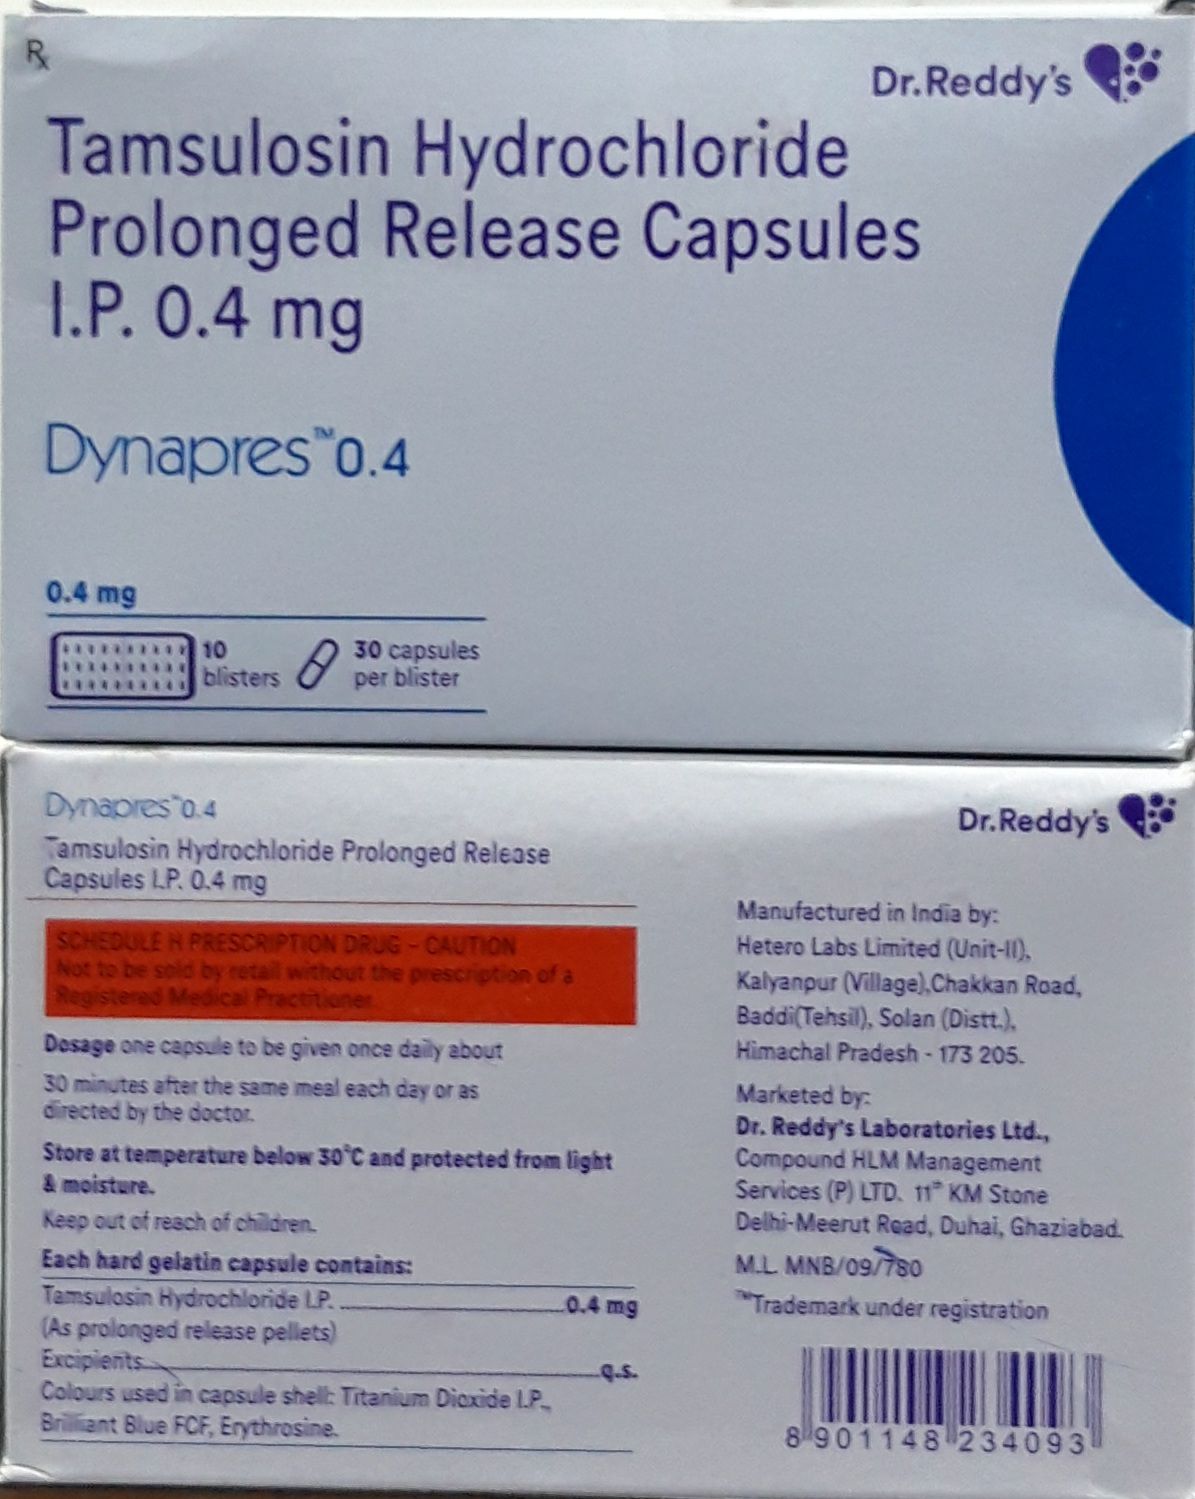 Rx
Dr.Reddy's
Tamsulosin Hydrochloride
Prolonged Release Capsules
I.P. 0.4 mg
Dynapres™0.4
0.4 mg
10
blisters
30 capsules
per blister
Dynapres™0.4
Dr.Reddy's
Tamsulosin Hydrochloride Prolonged Release
Capsules I.P. 0.4 mg
SCHEDULE H PRESCRIPTION DRUG - CAUTION
Not to be sold by retail without the prescription of a
Registered Medical Practitioner.
Dosage one capsule to be given once daily about
30 minutes after the same meal each day or as
directed by the doctor.
Store at temperature below 30°C and protected from light
& moisture.
Keep out of reach of children.
Each hard gelatin capsule contains:
Tamsulosin Hydrochloride I.P. 0.4 mg
(As prolonged release pellets)
Excipients q.s.
Colours used in capsule shell: Titanium Dioxide I.P.,
Brilliant Blue FCF, Erythrosine.
Manufactured in India by:
Hetero Labs Limited (Unit-II),
Kalyanpur (Village),Chakkan Road,
Baddi(Tehsil), Solan (Distt.),
Himachal Pradesh - 173 205.
Marketed by:
Dr. Reddy's Laboratories Ltd.,
Compound HLM Management
Services (P) LTD. 11th KM Stone
Delhi-Meerut Road, Duhai, Ghaziabad.
M.L. MNB/09/780
™Trademark under registration
8 901148 234093